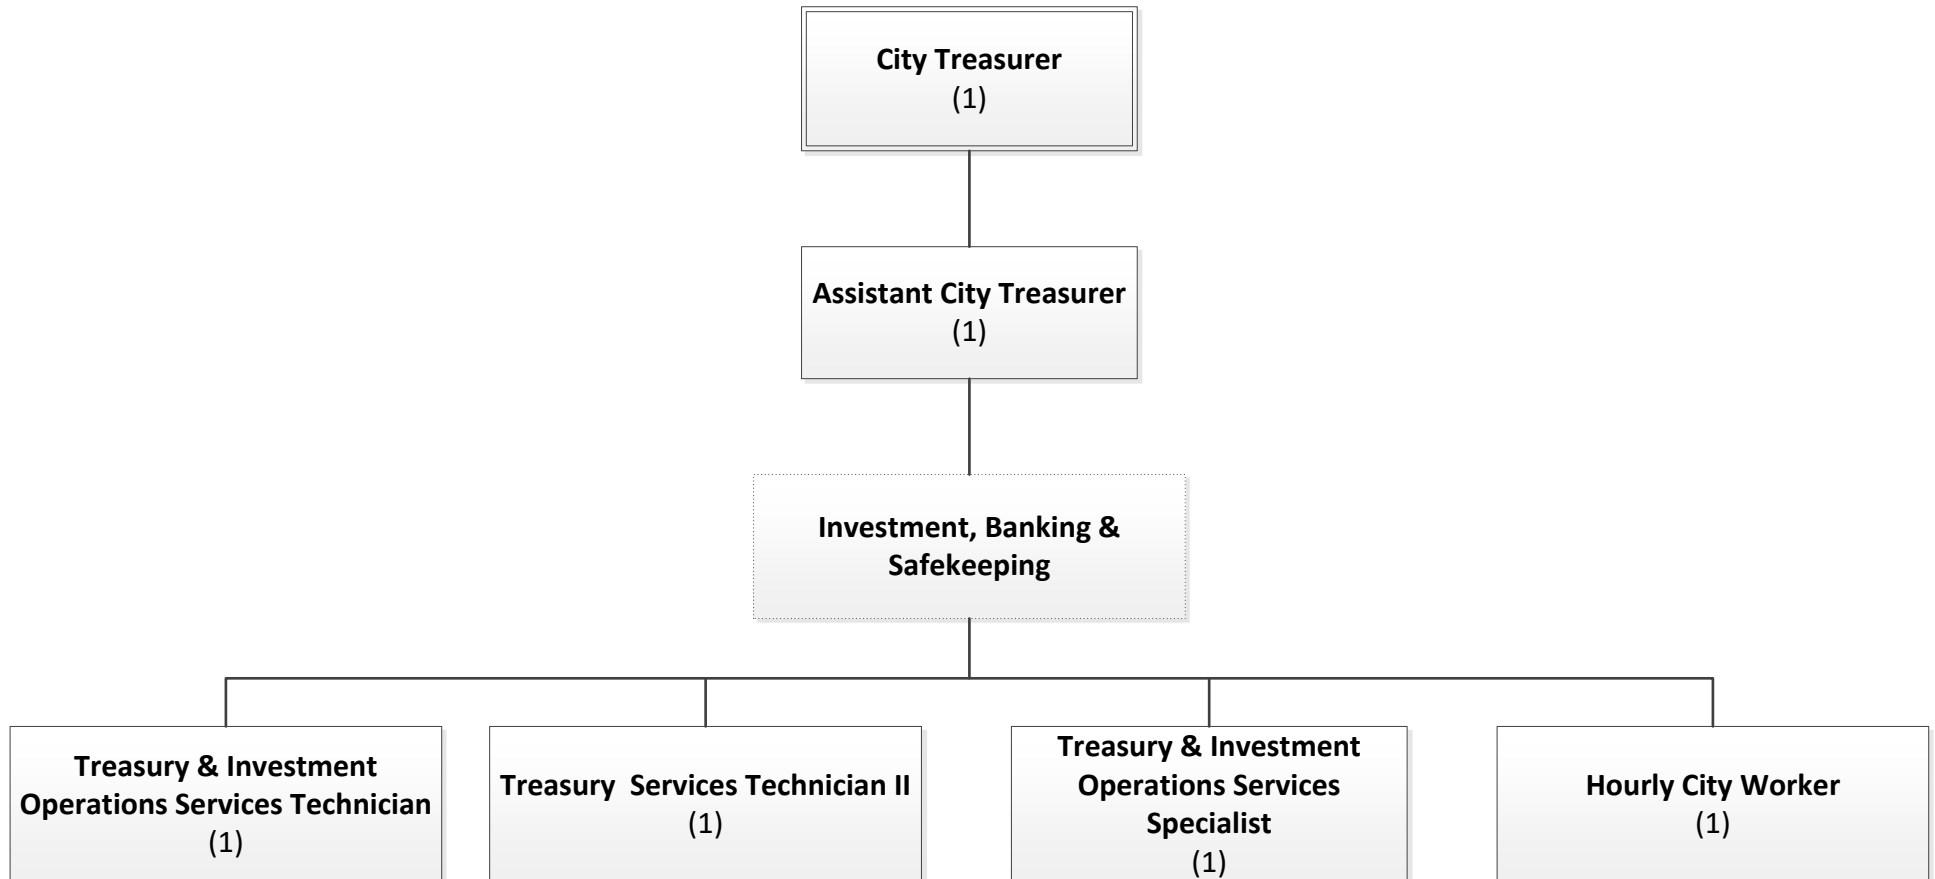 City Treasurer
(1)
Assistant City Treasurer
(1)
Investment, Banking &
Safekeeping
Treasury & Investment
Operations Services Technician
(1)
Treasury  Services Technician II
(1)
Treasury & Investment
Operations Services
Specialist
(1)
Hourly City Worker
(1)